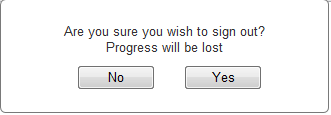 Are you sure you wish to sign out?
Progress will be lost
No
Yes